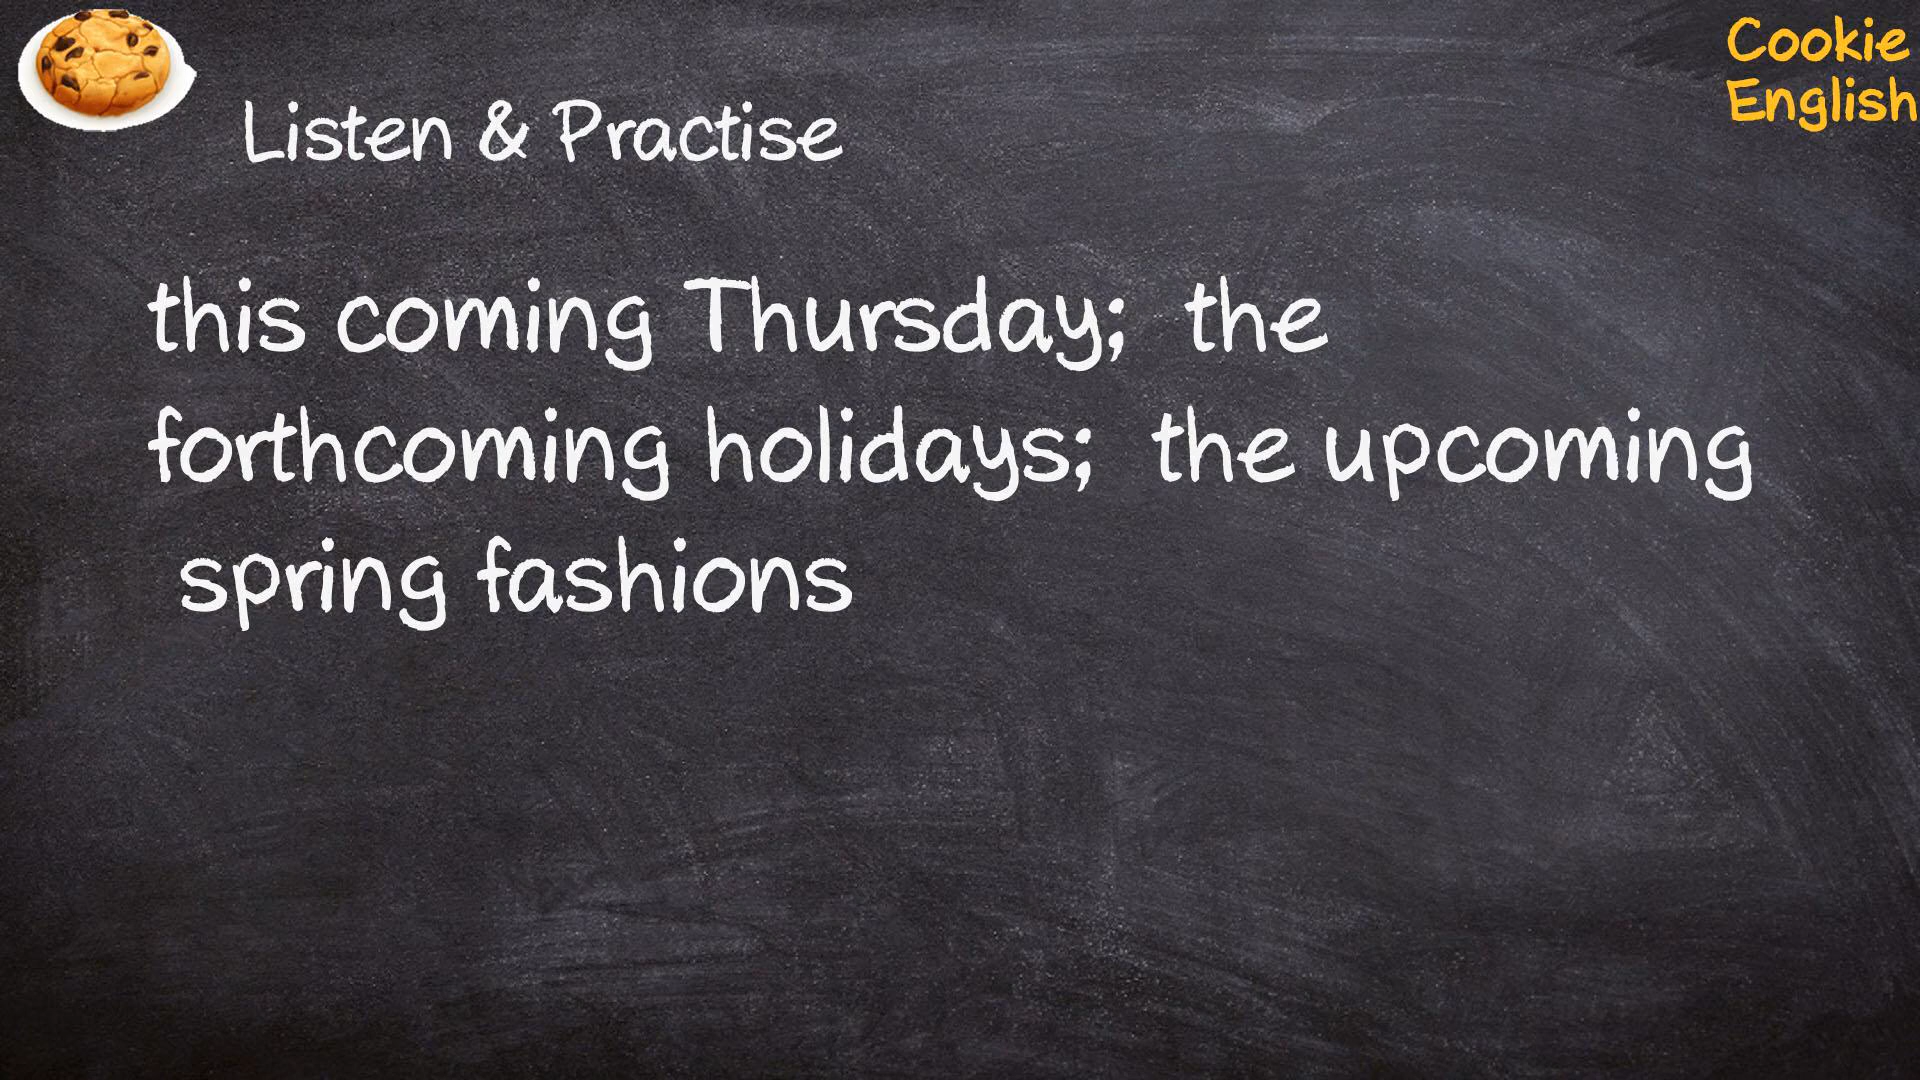 Cookie
English
Listen & Practise
this coming Thursday;  the
forthcoming holidays;  the upcoming
spring fashions